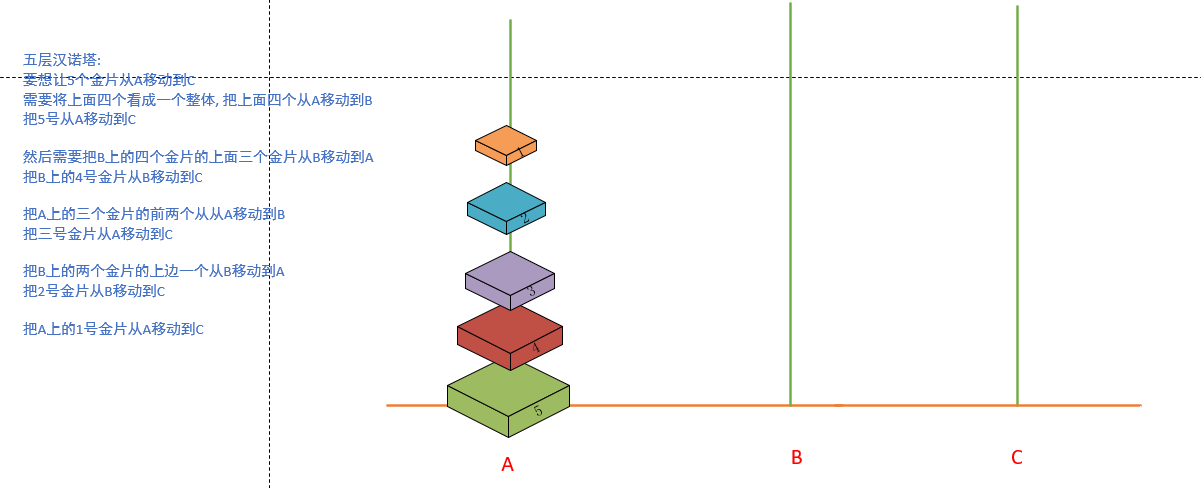 五层汉诺塔:
要想让5个金片从A移动到C
需要将上面四个看成一个整体, 把上面四个从A移动到B
把5号从A移动到C
然后需要把B上的四个金片的上面三个金片从B移动到A
把B上的4号金片从B移动到C
把A上的三个金片的前两个从从A移动到B
把三号金片从A移动到C
把B上的两个金片的上边一个从B移动到A
把2号金片从B移动到C
把A上的1号金片从A移动到C
1
2
3
4
5
A
B
C